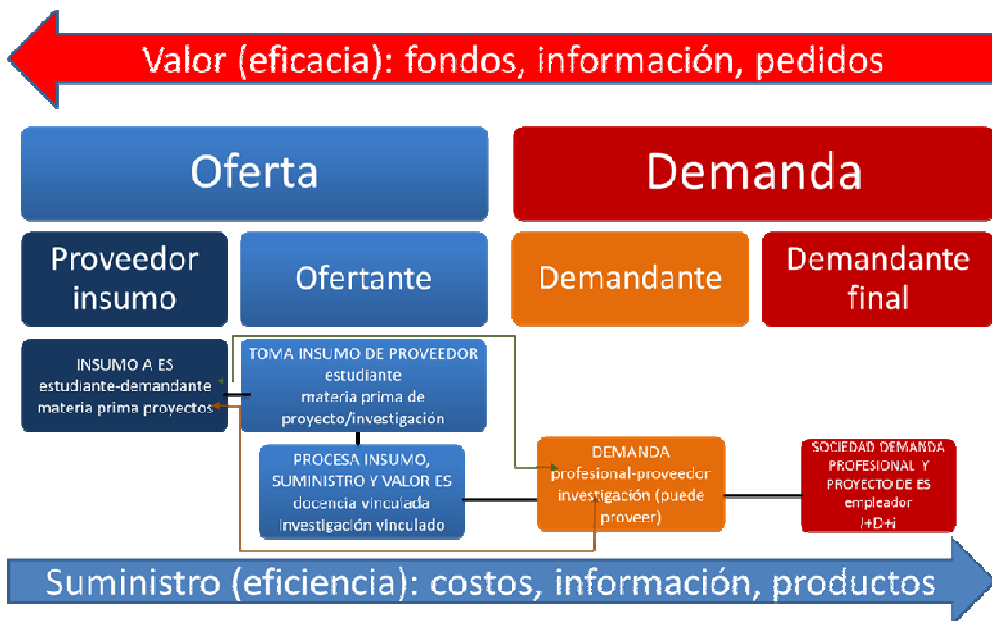 Valor (eficacia): fondos, información, pedidos
Oferta
Demanda
Proveedor
insumo
Ofertante
Demandante
Demandante
final
INSUMO A ES
estudiante-demandante
materia prima proyectos
TOMA INSUMO DE PROVEEDOR
estudiante
materia prima de
proyecto/investigación
PROCESA INSUMO,
SUMINISTRO Y VALOR ES
docencia vinculada
investigación vinculado
DEMANDA
profesional-proveedor
investigación (puede
proveer)
SOCIEDAD DEMANDA
PROFESIONAL Y
PROYECTO DE ES
empleador
I+D+i
Suministro (eficiencia): costos, información, productos